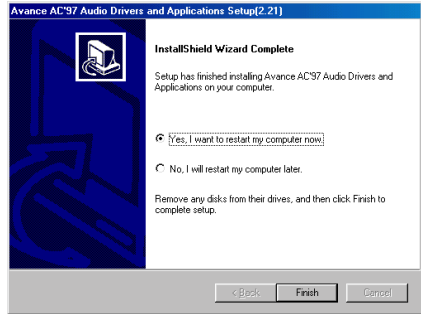 Avance AC'97 Audio Drivers and Applications Setup(2.21)
InstallShield Wizard Complete
Setup has finished installing Avance AC'97 Audio Drivers and
Applications on your computer.
Yes, I want to restart my computer now.
No, I will restart my computer later.
Remove any disks from their drives, and then click Finish to
complete setup.
< Back Finish Cancel